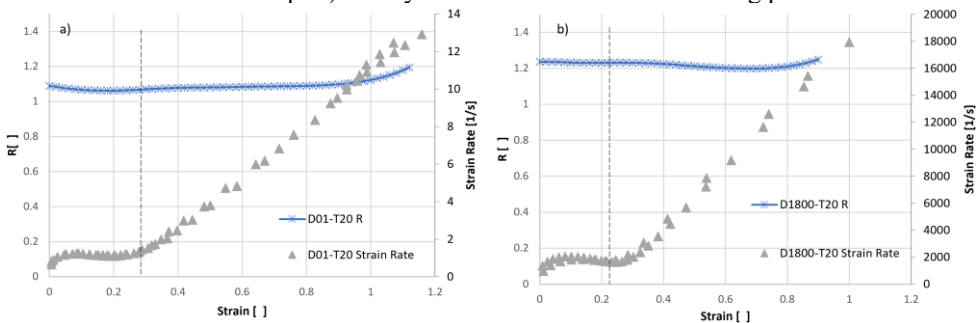 a)
1.4
1.2
1
0.8
0.6
0.4
0.2
0
R[ ]
14
12
10
8
6
4
2
0
Strain Rate [1/s]
D01-T20 R
D01-T20 Strain Rate
0 0.2 0.4 0.6 0.8 1 1.2
Strain [ ]
b)
1.4
1.2
1
0.8
0.6
0.4
0.2
0
R [ ]
20000
18000
16000
14000
12000
10000
8000
6000
4000
2000
0
Strain Rate [1/s]
D1800-T20 R
D1800-T20 Strain Rate
0 0.2 0.4 0.6 0.8 1 1.2
Strain [ ]